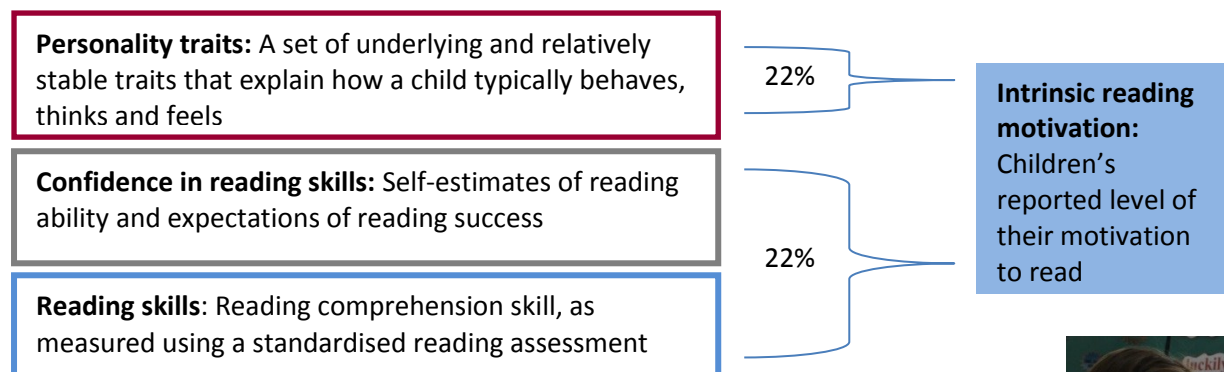 Personality traits: A set of underlying and relatively
stable traits that explain how a child typically behaves,
thinks and feels
22%
Confidence in reading skills: Self-estimates of reading
ability and expectations of reading success
22%
Reading skills: Reading comprehension skill, as
measured using a standardised reading assessment
Intrinsic reading
motivation:
Children’s
reported level of
their motivation
to read